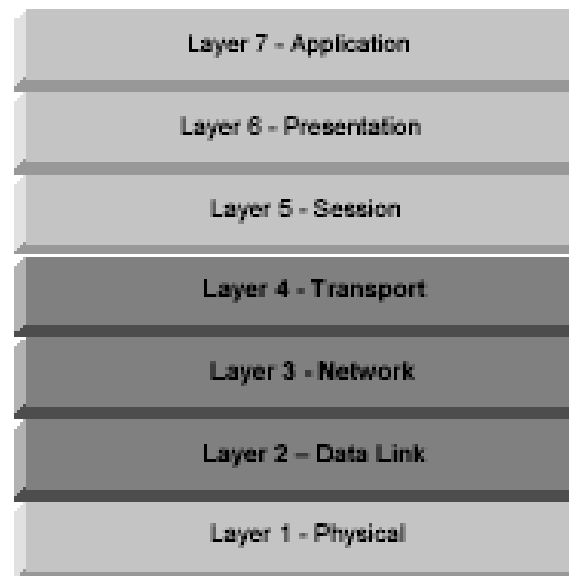 Layer 7 - Application
Layer 6 - Presentation
Layer 5 - Session
Layer 4 - Transport
Layer 3 - Network
Layer 2 – Data Link
Layer 1 - Physical